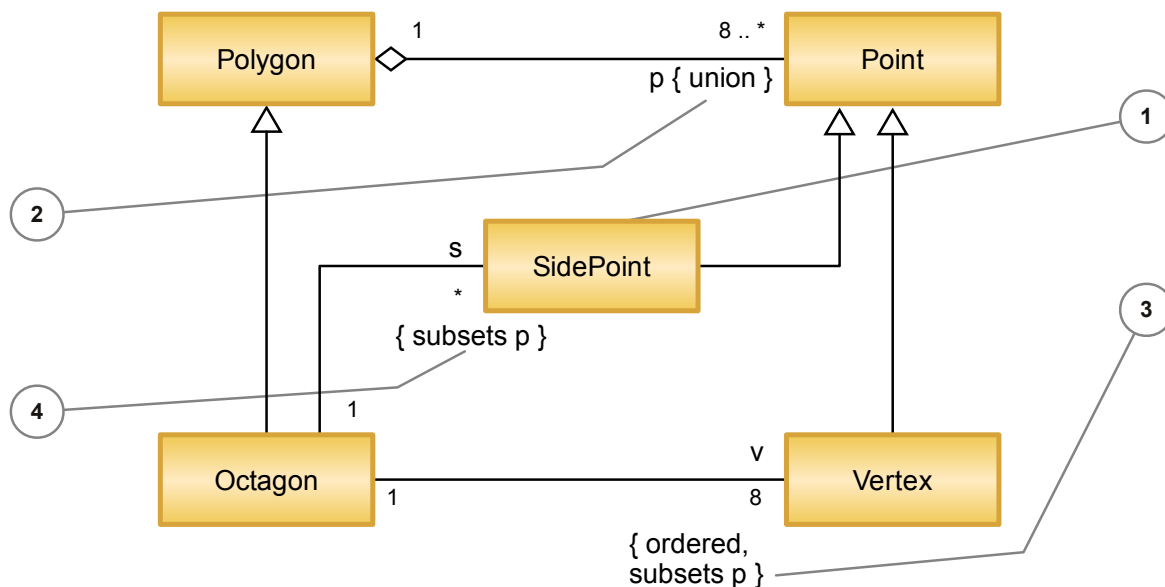 Polygon
1
8 .. *
Point
p { union }
1
2
s
SidePoint
*
{ subsets p }
3
4
1
Octagon
v
Vertex
1
8
{ ordered,
subsets p }